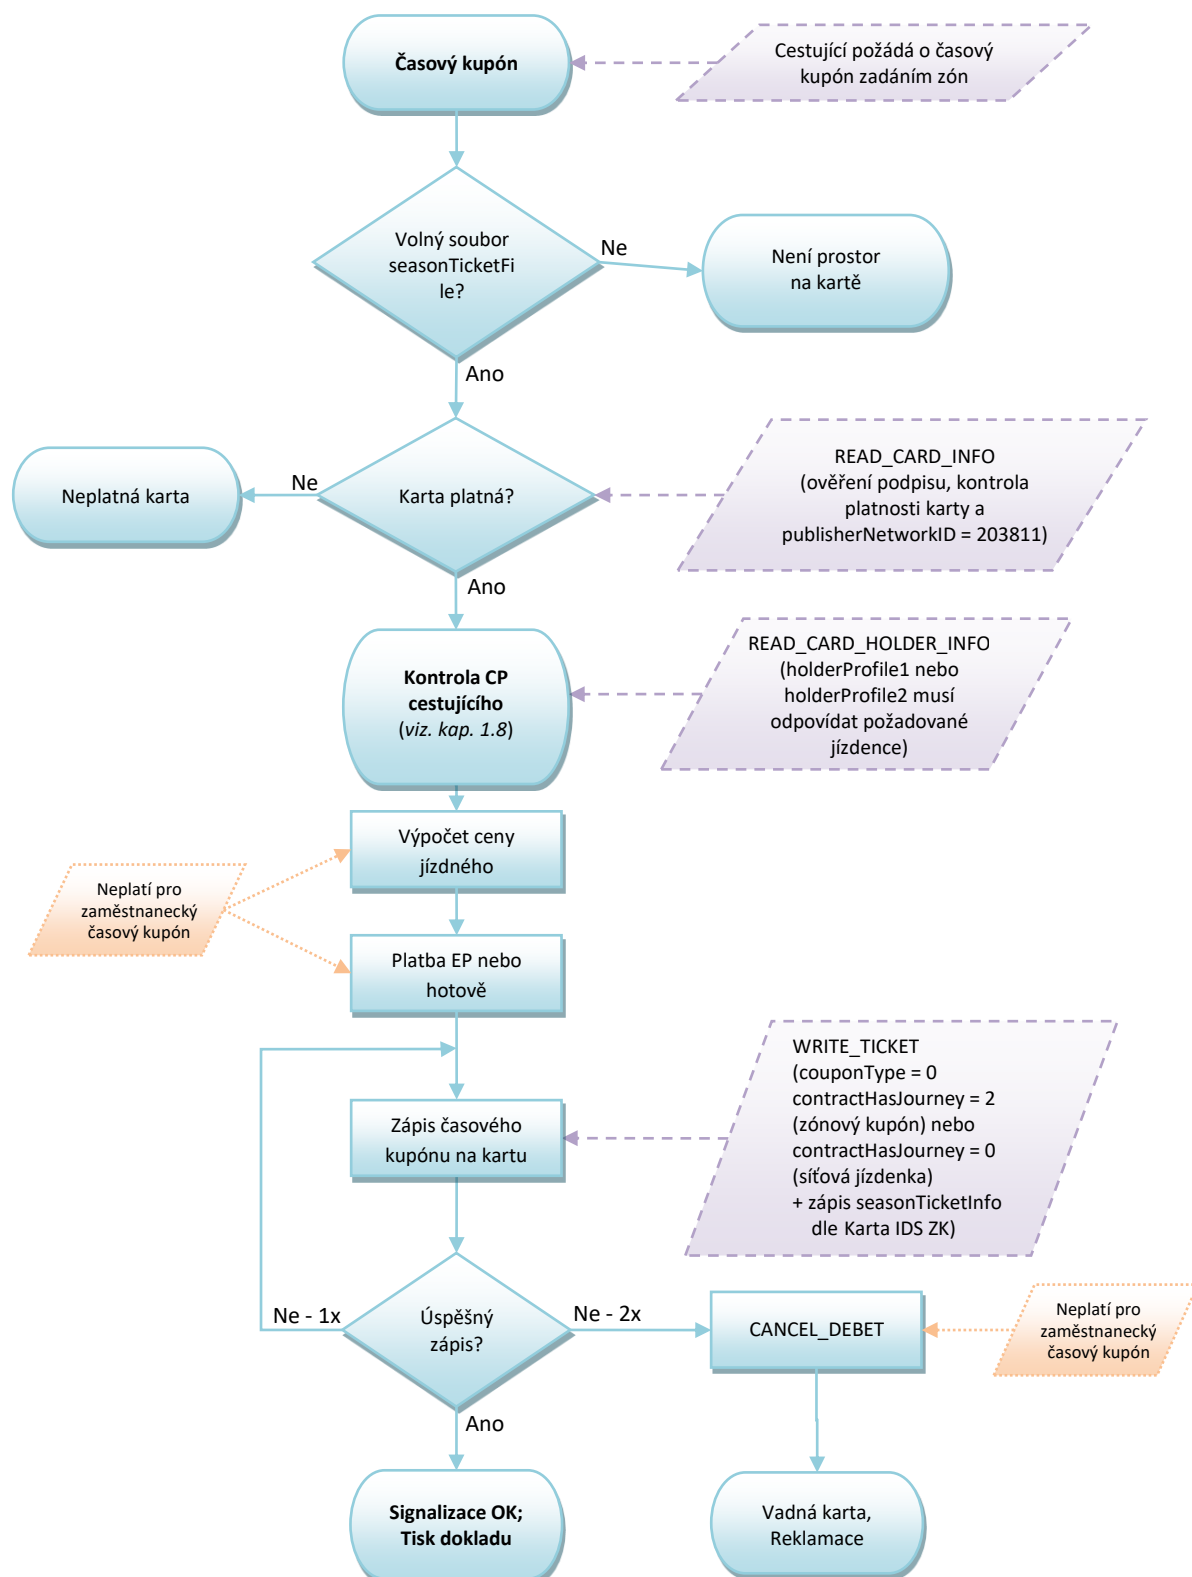 Časový kupón
Cestující požádá o časový
kupón zadáním zón
Volný soubor
seasonTicketFi
le?
Ne
Není prostor
na kartě
Ano
Neplatná karta
Ne
Karta platná?
READ_CARD_INFO
(ověření podpisu, kontrola
platnosti karty a
publisherNetworkID = 203811)
Ano
Kontrola CP
cestujícího
(viz. kap. 1.8)
READ_CARD_HOLDER_INFO
(holderProfile1 nebo
holderProfile2 musí
odpovídat požadované
jízdence)
Výpočet ceny
jízdného
Neplatí pro
zaměstnanecký
časový kupón
Platba EP nebo
hotově
WRITE_TICKET
(couponType = 0
contractHasJourney = 2
(zónový kupón) nebo
contractHasJourney = 0
(síťová jízdenka)
+ zápis seasonTicketInfo
dle Karta IDS ZK)
Zápis časového
kupónu na kartu
Ne - 1x
Úspěšný
zápis?
Ne - 2x
CANCEL_DEBET
Neplatí pro
zaměstnanecký
časový kupón
Ano
Signalizace OK;
Tisk dokladu
Vadná karta,
Reklamace